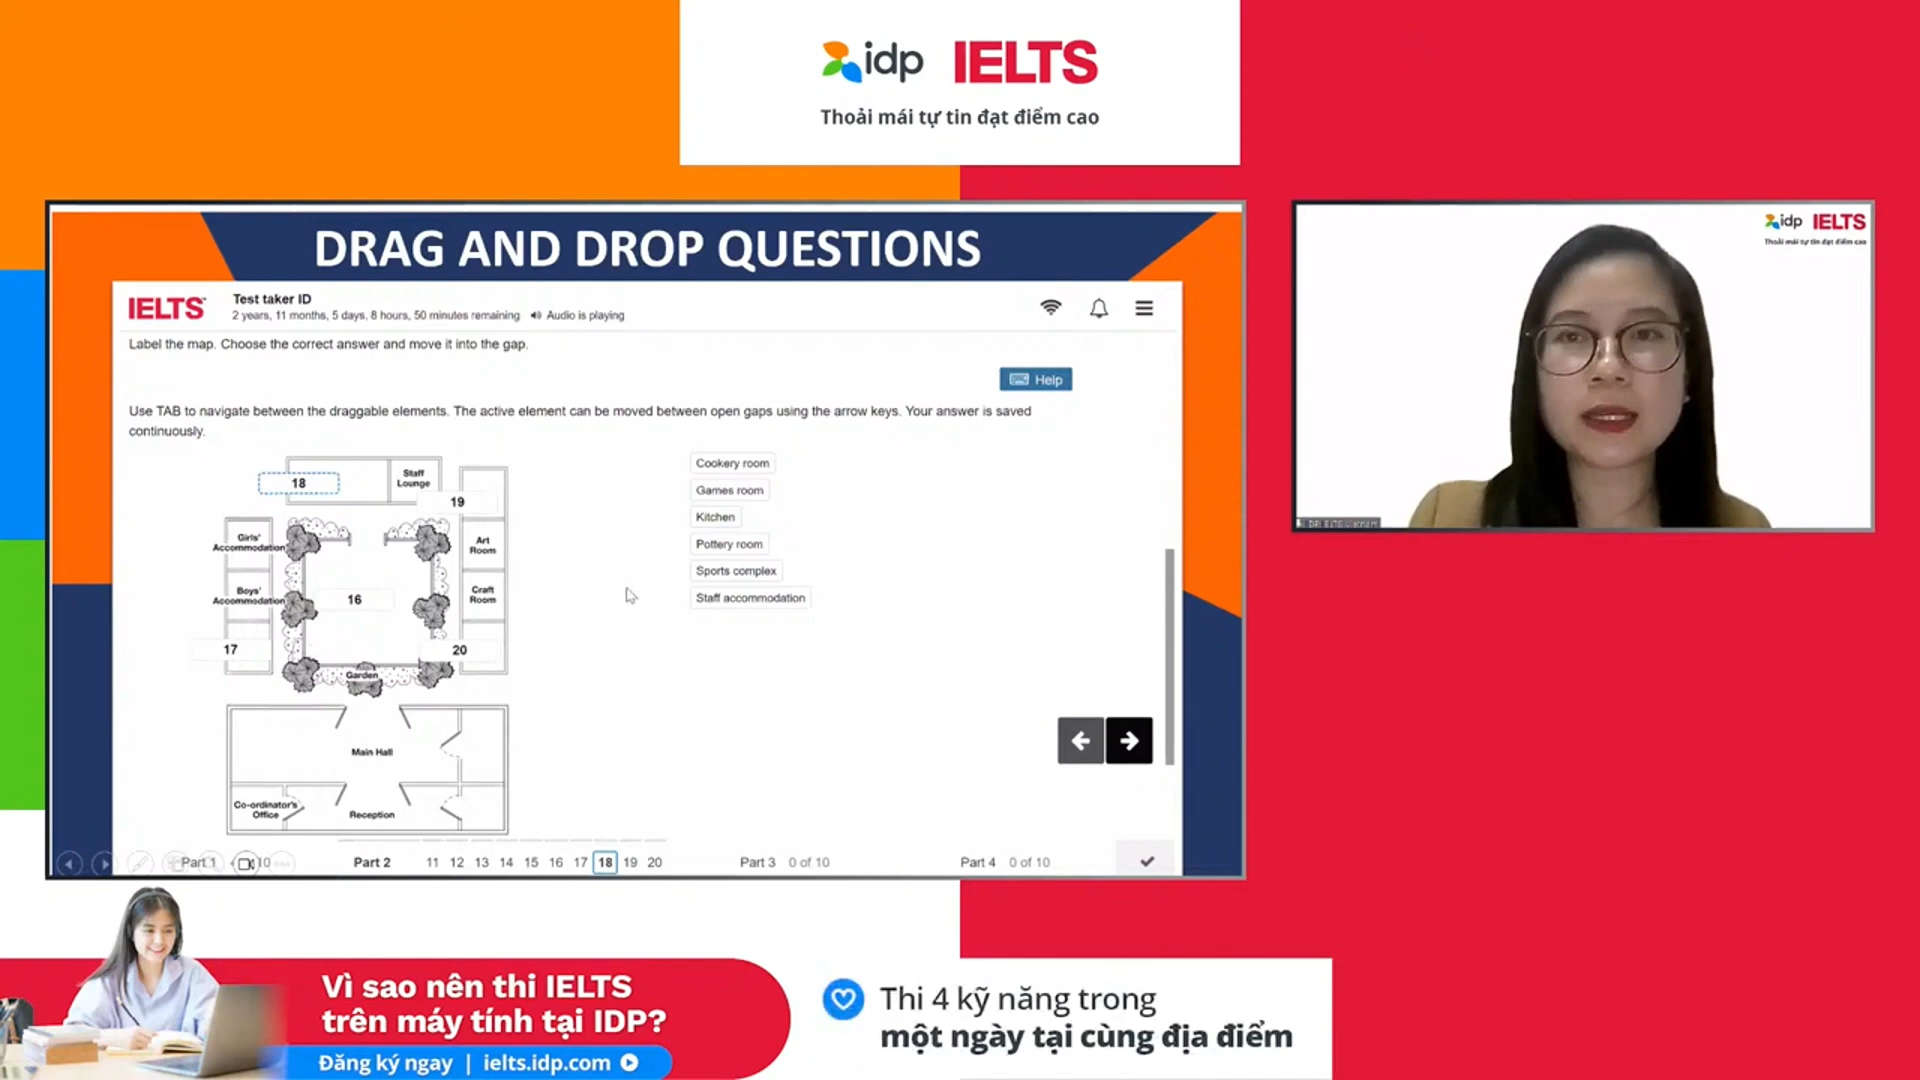 idp IELTS
Thoải mái tự tin đạt điểm cao
DRAG AND DROP QUESTIONS
IELTS
Test taker ID
2 years, 11 months, 5 days, 8 hours, 50 minutes remaining Audio is playing
Label the map. Choose the correct answer and move it into the gap.
Help
Use TAB to navigate between the draggable elements. The active element can be moved between open gaps using the arrow keys. Your answer is saved
continuously.
18
Staff
Lounge
19
Girls'
Accommodation
Art
Room
Boys'
Accommodation
16
Craft
Room
17
20
Garden
Main Hall
Co-ordinator's
Office
Reception
Cookery room
Games room
Kitchen
Pottery room
Sports complex
Staff accommodation
Part 1 10
Part 2 11 12 13 14 15 16 17 18 19 20
Part 3 0 of 10
Part 4 0 of 10
idp IELTS
Thoải mái tự tin đạt điểm cao
Vì sao nên thi IELTS
trên máy tính tại IDP?
Đăng ký ngay | ielts.idp.com
Thi 4 kỹ năng trong
một ngày tại cùng địa điểm